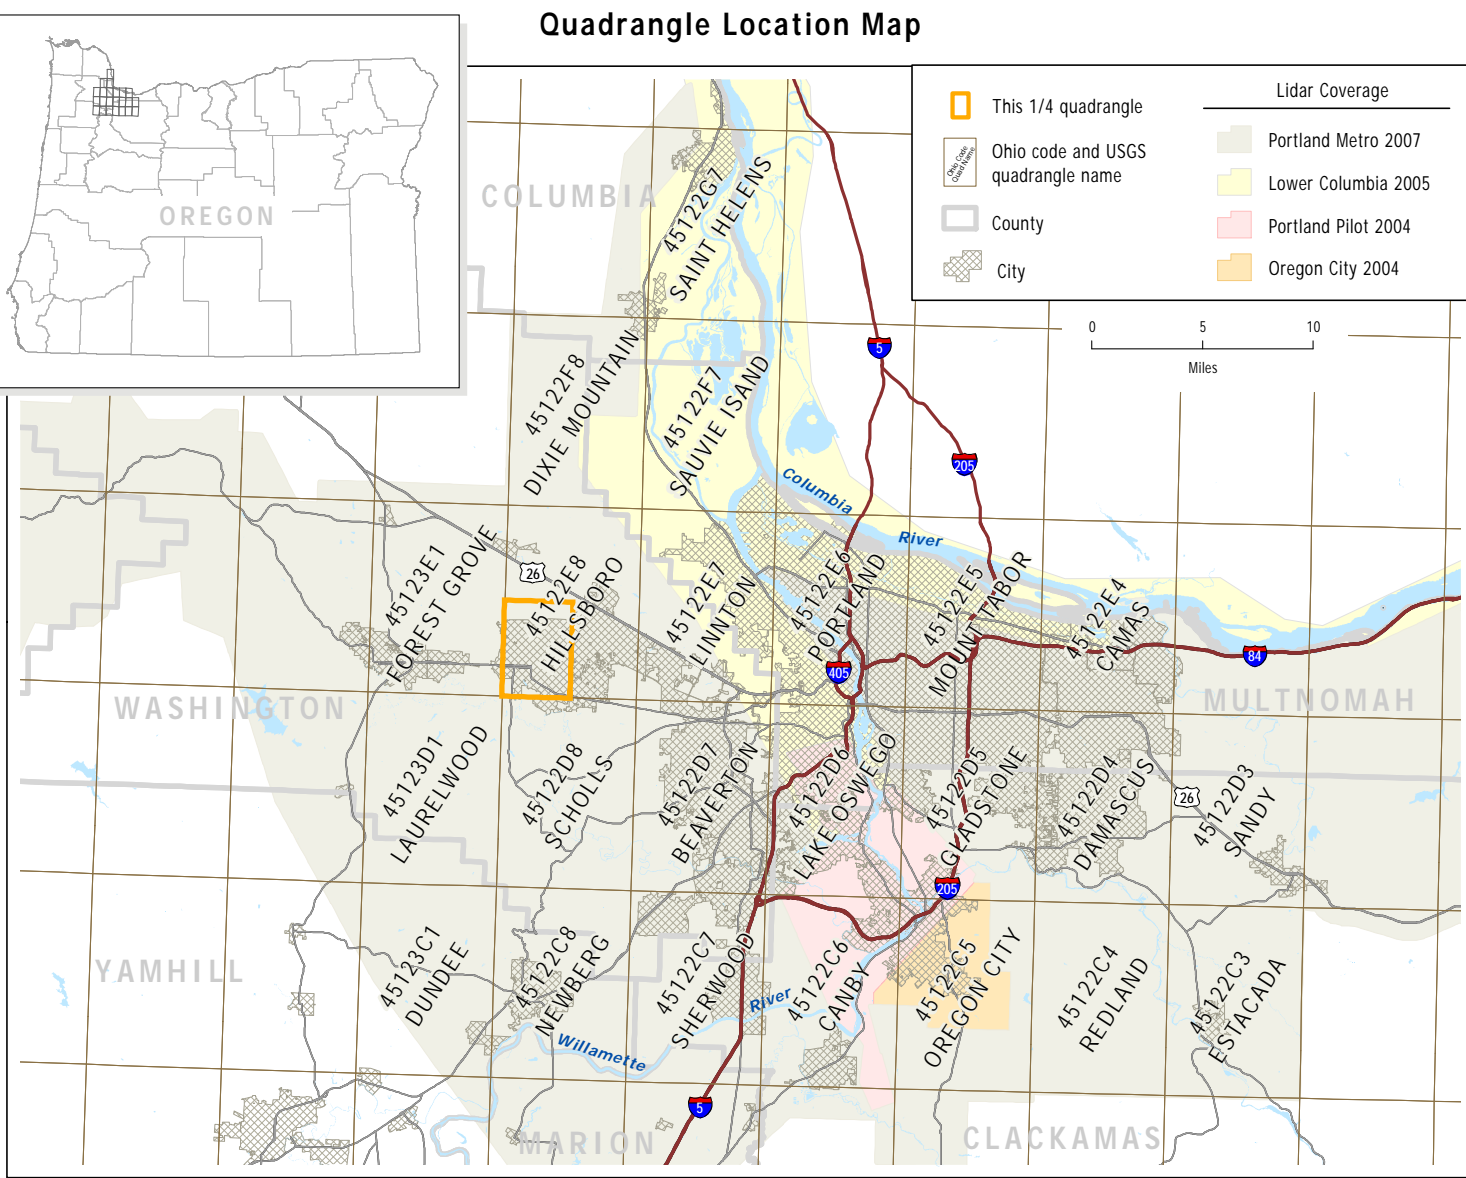 Quadrangle Location Map
OREGON
This 1/4 quadrangle
Ohio Code
Quad Name
Ohio code and USGS
quadrangle name
County
City
Lidar Coverage
Portland Metro 2007
Lower Columbia 2005
Portland Pilot 2004
Oregon City 2004
0 5 10
Miles
COLUMBIA
45122G7
SAINT HELENS
45122F8
DIXIE MOUNTAIN
45122F7
SAUVIE ISAND
5
205
Columbia
River
45123E1
FOREST GROVE
26
45122E8
HILLSBORO
45122E7
LINNTON
45122E6
PORTLAND
45122E5
MOUNT TABOR
45122E4
CAMAS
405
84
WASHINGTON
MULTNOMAH
45123D1
LAURELWOOD
45122D8
SCHOLLS
45122D7
BEAVERTON
45122D6
LAKE OSWEGO
45122D5
GLADSTONE
45122D4
DAMASCUS
26
45122D3
SANDY
205
YAMHILL
45123C1
DUNDEE
45122C8
NEWBERG
45122C7
SHERWOOD
45122C6
CANBY
45122C5
OREGON CITY
45122C4
REDLAND
45122C3
ESTACADA
Willamette
River
5
MARION
CLACKAMAS